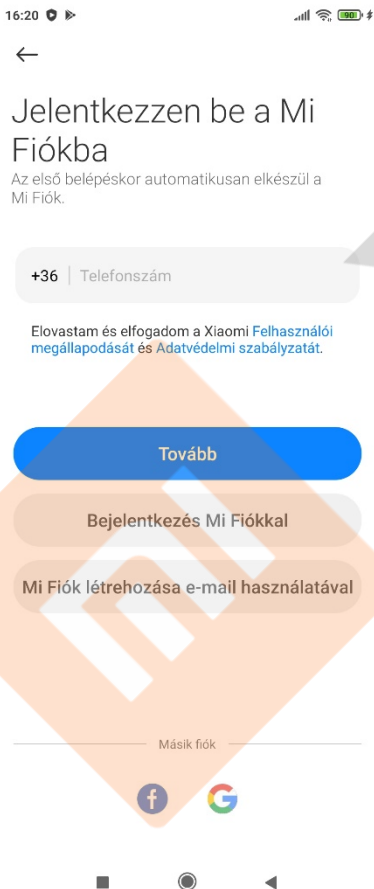 16:20
90
Jelentkezzen be a Mi
Fiókba
Az első belépéskor automatikusan elkészül a
Mi Fiók.
+36 Telefonszám
Elovastam és elfogadom a Xiaomi Felhasználói
megállapodását és Adatvédelmi szabályzatát.
Tovább
Bejelentkezés Mi Fiókkal
Mi Fiók létrehozása e-mail használatával
Másik fiók